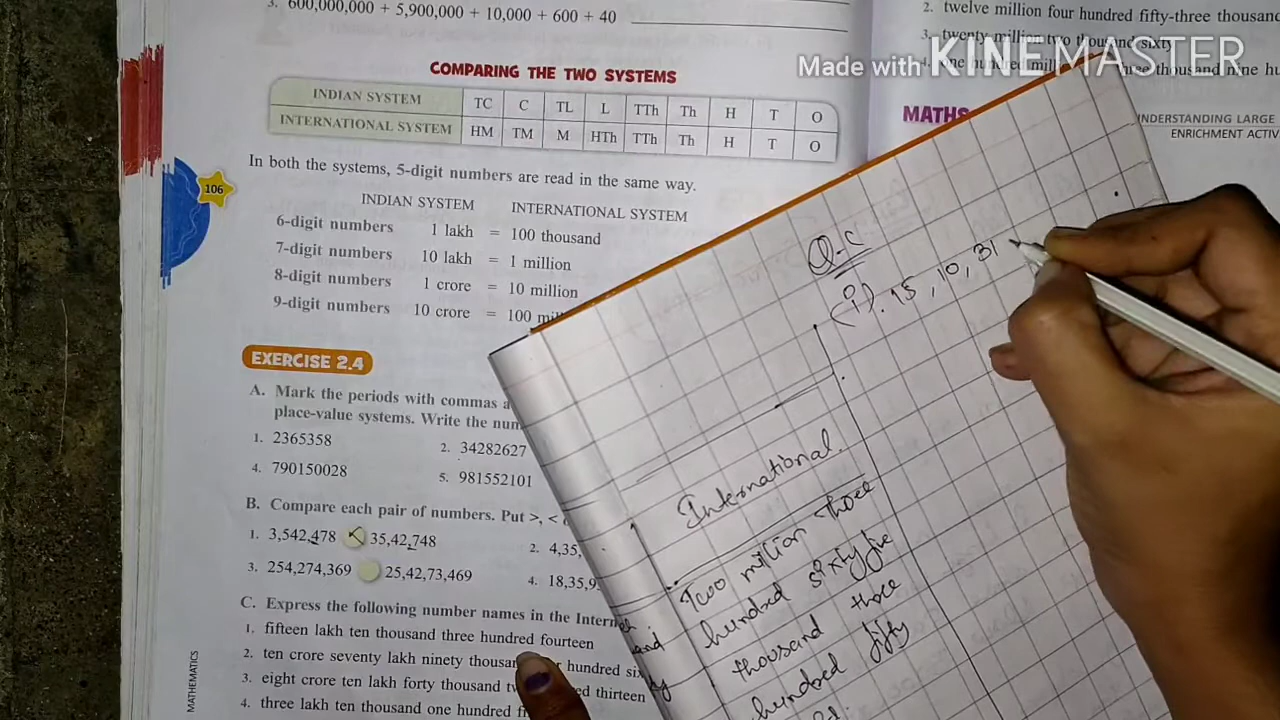 3. 600,000,000 + 5,900,000 + 10,000 + 600 + 40
COMPARING THE TWO SYSTEMS
INDIAN SYSTEM TC C TL L TTh Th H T O
INTERNATIONAL SYSTEM HM TM M HTh TTh Th H T O
In both the systems, 5-digit numbers are read in the same way.
INDIAN SYSTEM INTERNATIONAL SYSTEM
6-digit numbers 1 lakh = 100 thousand
7-digit numbers 10 lakh = 1 million
8-digit numbers 1 crore = 10 million
9-digit numbers 10 crore = 100
106
EXERCISE 2.4
A. Mark the periods with commas
place-value systems. Write the
1. 2365358 2. 34282627
4. 790150028 5. 981552101
B. Compare each pair of numbers. Put >, <
1. 3,542,478 < 35,42,748 2. 4,35,
3. 254,274,369 25,42,73,469 4. 18,35,9
C. Express the following number names in the
1. fifteen lakh ten thousand three hundred fourteen
2. ten crore seventy lakh ninety hundred
3. eight crore ten lakh forty thousand thirteen
4. three lakh ten thousand one hundred
MATHEMATICS
2. twelve million four hundred fifty-three thousand
3. twenty million two thousand sixty
4. one hundred three thousand nine
Made with KINEMASTER
MATHS
UNDERSTANDING LARGE
ENRICHMENT
Q-C
(i). 15, 10, 31
International.
Two million three
hundred sixty five
thousand three
hundred fifty